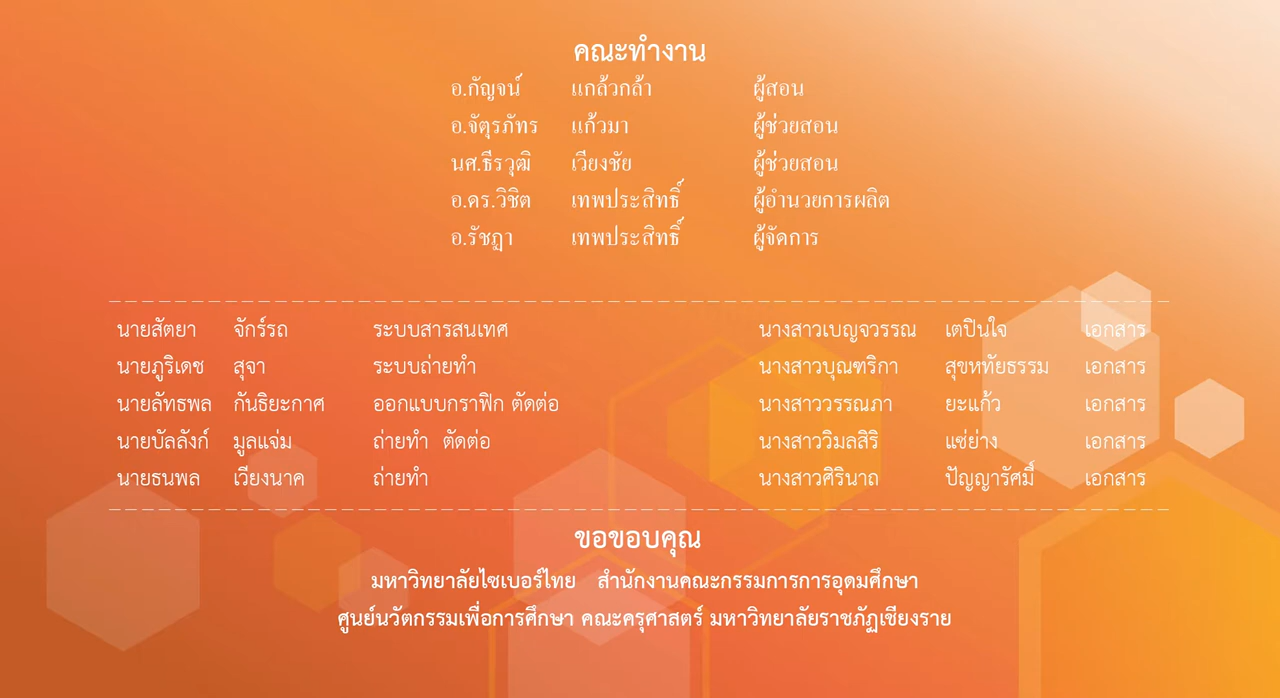 คณะทำงาน
อ.กัญจน์ แกล้วกล้า ผู้สอน
อ.จัตุรภัทร แก้วมา ผู้ช่วยสอน
นศ.ธีรวุฒิ เวียงชัย ผู้ช่วยสอน
อ.ดร.วิชิต เทพประสิทธิ์ ผู้อำนวยการผลิต
อ.รัชฎา เทพประสิทธิ์ ผู้จัดการ
นายสัตยา จักร์รถ ระบบสารสนเทศ
นายภูริเดช สุจา ระบบถ่ายทำ
นายลัทธพล กันธิยะกาศ ออกแบบกราฟิก ตัดต่อ
นายบัลลังก์ มูลแจ่ม ถ่ายทำ ตัดต่อ
นายธนพล เวียงนาค ถ่ายทำ
นางสาวเบญจวรรณ เตปินใจ เอกสาร
นางสาวบุณฑริกา สุขหทัยธรรม เอกสาร
นางสาววรรณภา ยะแก้ว เอกสาร
นางสาววิมลสิริ แซ่ย่าง เอกสาร
นางสาวศิรินาถ ปัญญารัศมิ์ เอกสาร
ขอขอบคุณ
มหาวิทยาลัยไซเบอร์ไทย สำนักงานคณะกรรมการการอุดมศึกษา
ศูนย์นวัตกรรมเพื่อการศึกษา คณะครุศาสตร์ มหาวิทยาลัยราชภัฏเชียงราย